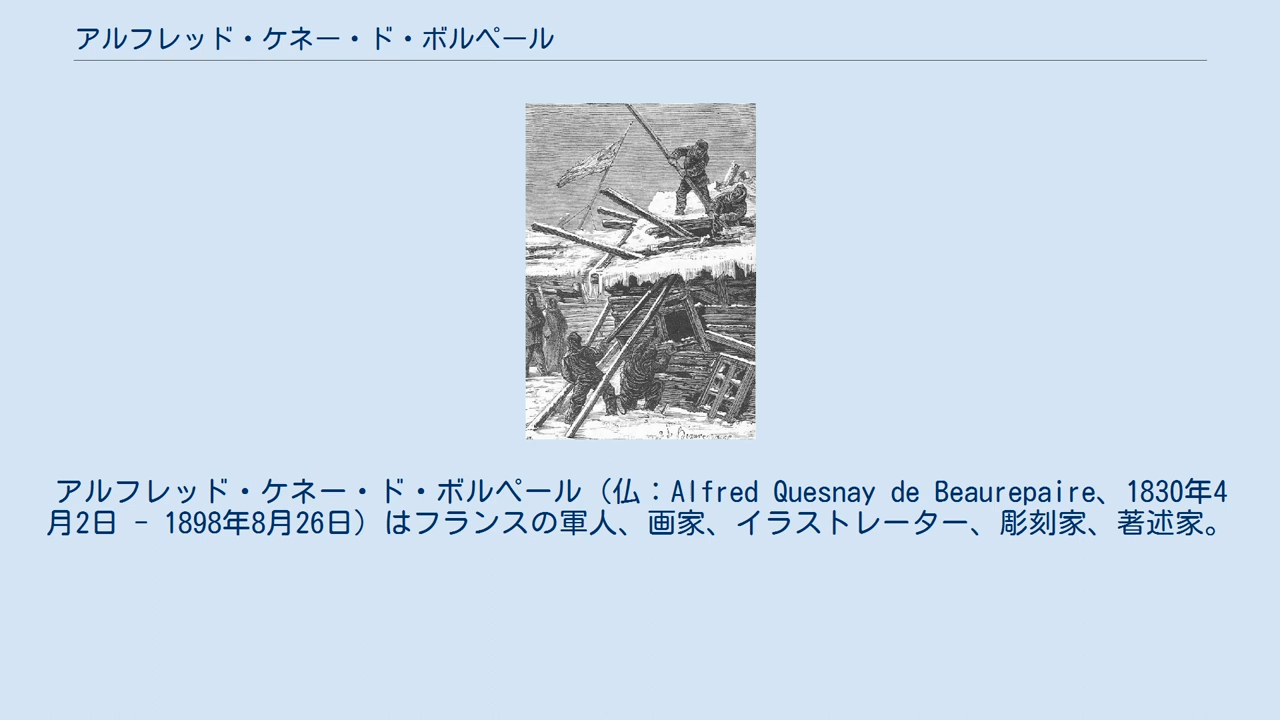 アルフレッド・ケネー・ド・ボルペール
アルフレッド・ケネー・ド・ボルペール（仏：Alfred Quesnay de Beaurepaire、1830年4
月2日 – 1898年8月26日）はフランスの軍人、画家、イラストレーター、彫刻家、著述家。